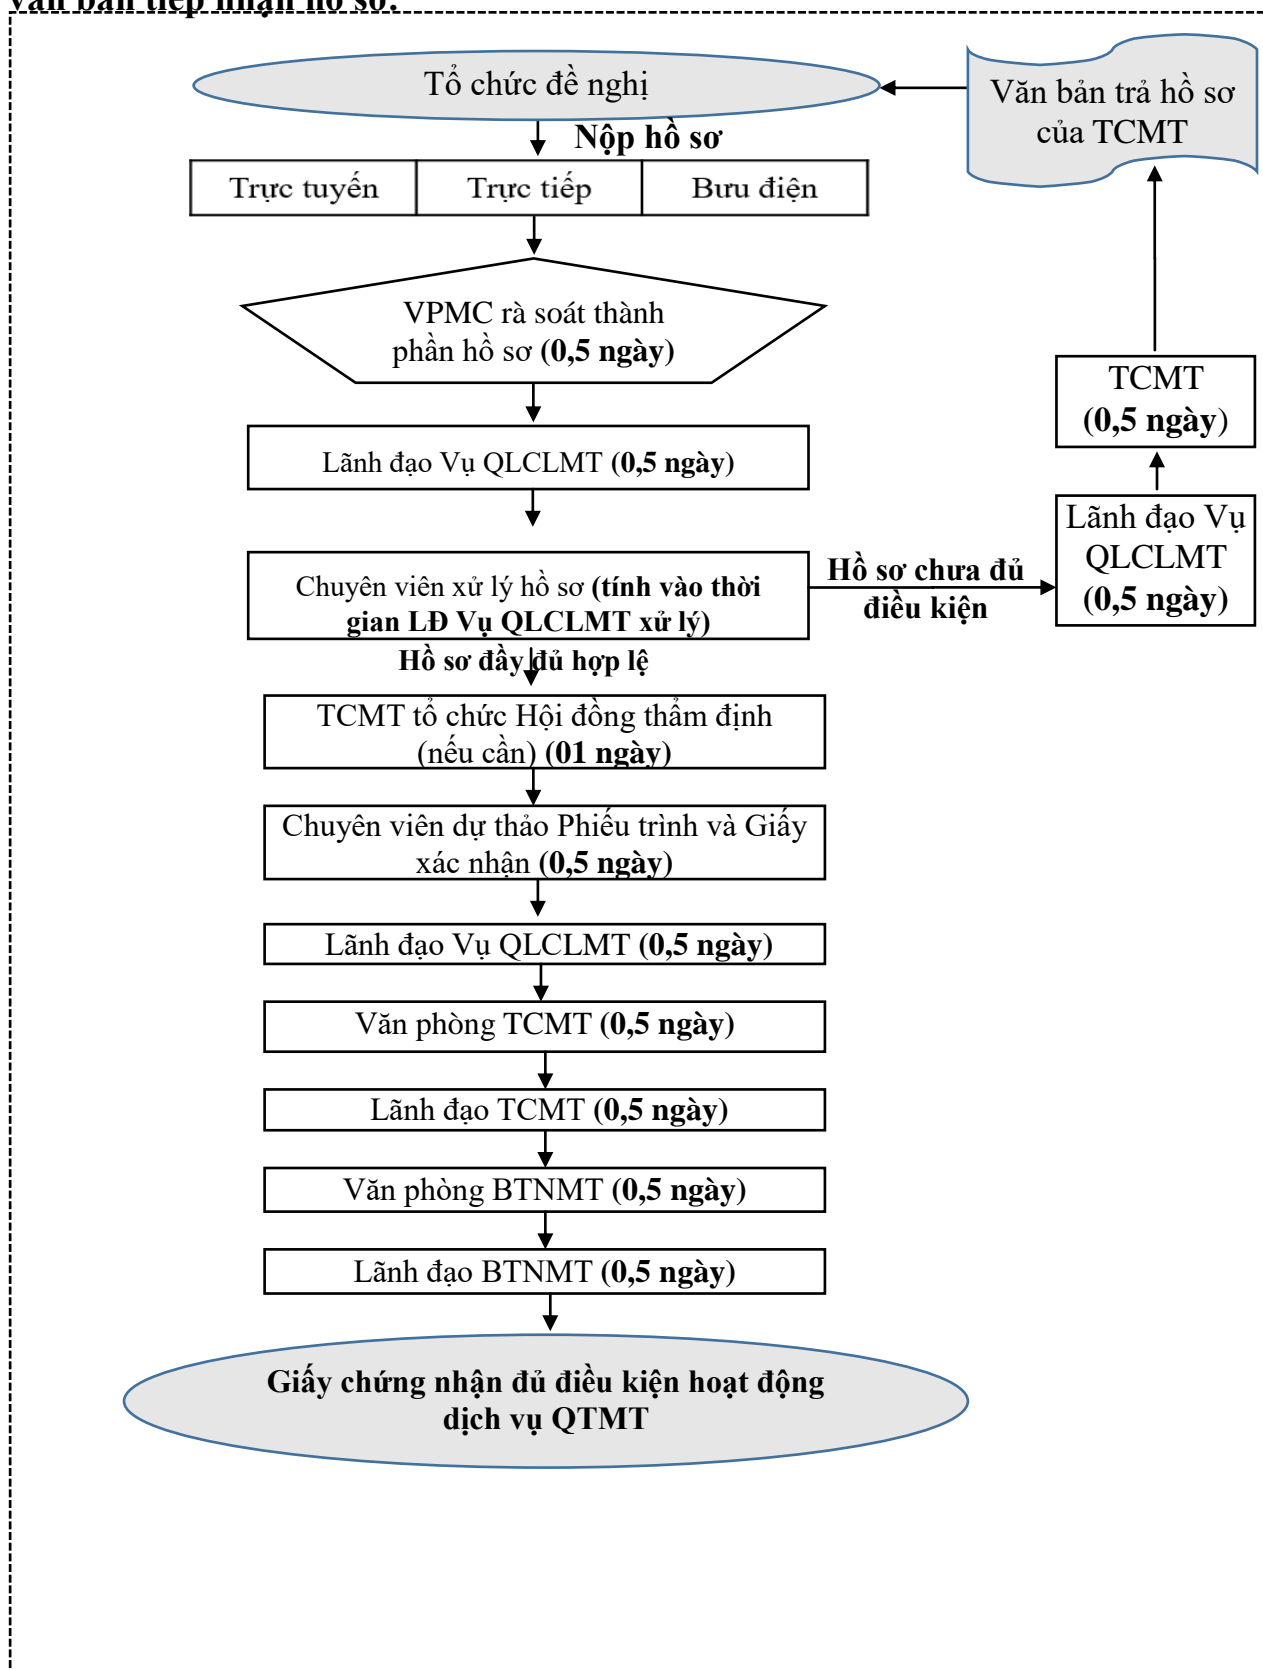 văn bản tiếp nhận hồ sơ.
Tổ chức đề nghị
Nộp hồ sơ
Trực tuyến
Trực tiếp
Bưu điện
VPMC rà soát thành
phần hồ sơ (0,5 ngày)
Lãnh đạo Vụ QLCLMT (0,5 ngày)
Chuyên viên xử lý hồ sơ (tính vào thời
gian LĐ Vụ QLCLMT xử lý)
Hồ sơ chưa đủ
điều kiện
Lãnh đạo Vụ
QLCLMT
(0,5 ngày)
TCMT
(0,5 ngày)
Văn bản trả hồ sơ
của TCMT
Hồ sơ đầy đủ hợp lệ
TCMT tổ chức Hội đồng thẩm định
(nếu cần) (01 ngày)
Chuyên viên dự thảo Phiếu trình và Giấy
xác nhận (0,5 ngày)
Lãnh đạo Vụ QLCLMT (0,5 ngày)
Văn phòng TCMT (0,5 ngày)
Lãnh đạo TCMT (0,5 ngày)
Văn phòng BTNMT (0,5 ngày)
Lãnh đạo BTNMT (0,5 ngày)
Giấy chứng nhận đủ điều kiện hoạt động
dịch vụ QTMT